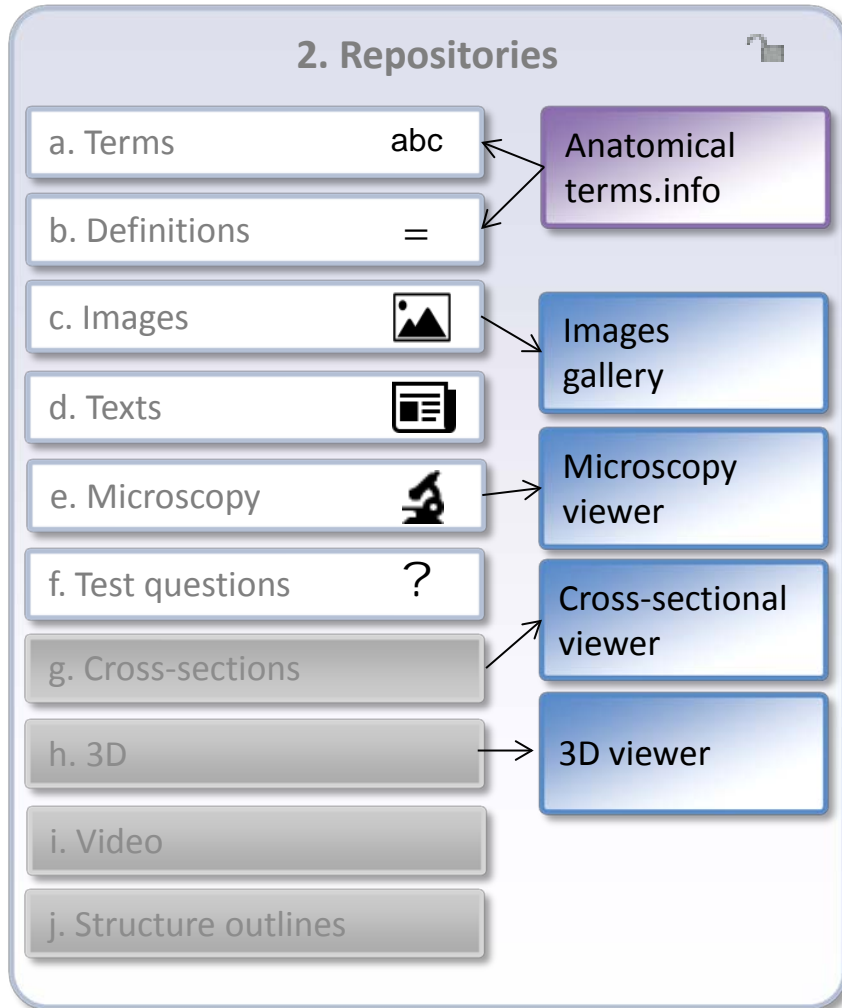 2. Repositories
a. Terms abc
b. Definitions =
c. Images
d. Texts
e. Microscopy
f. Test questions ?
g. Cross-sections
h. 3D
i. Video
j. Structure outlines
Anatomical
terms.info
Images
gallery
Microscopy
viewer
Cross-sectional
viewer
3D viewer